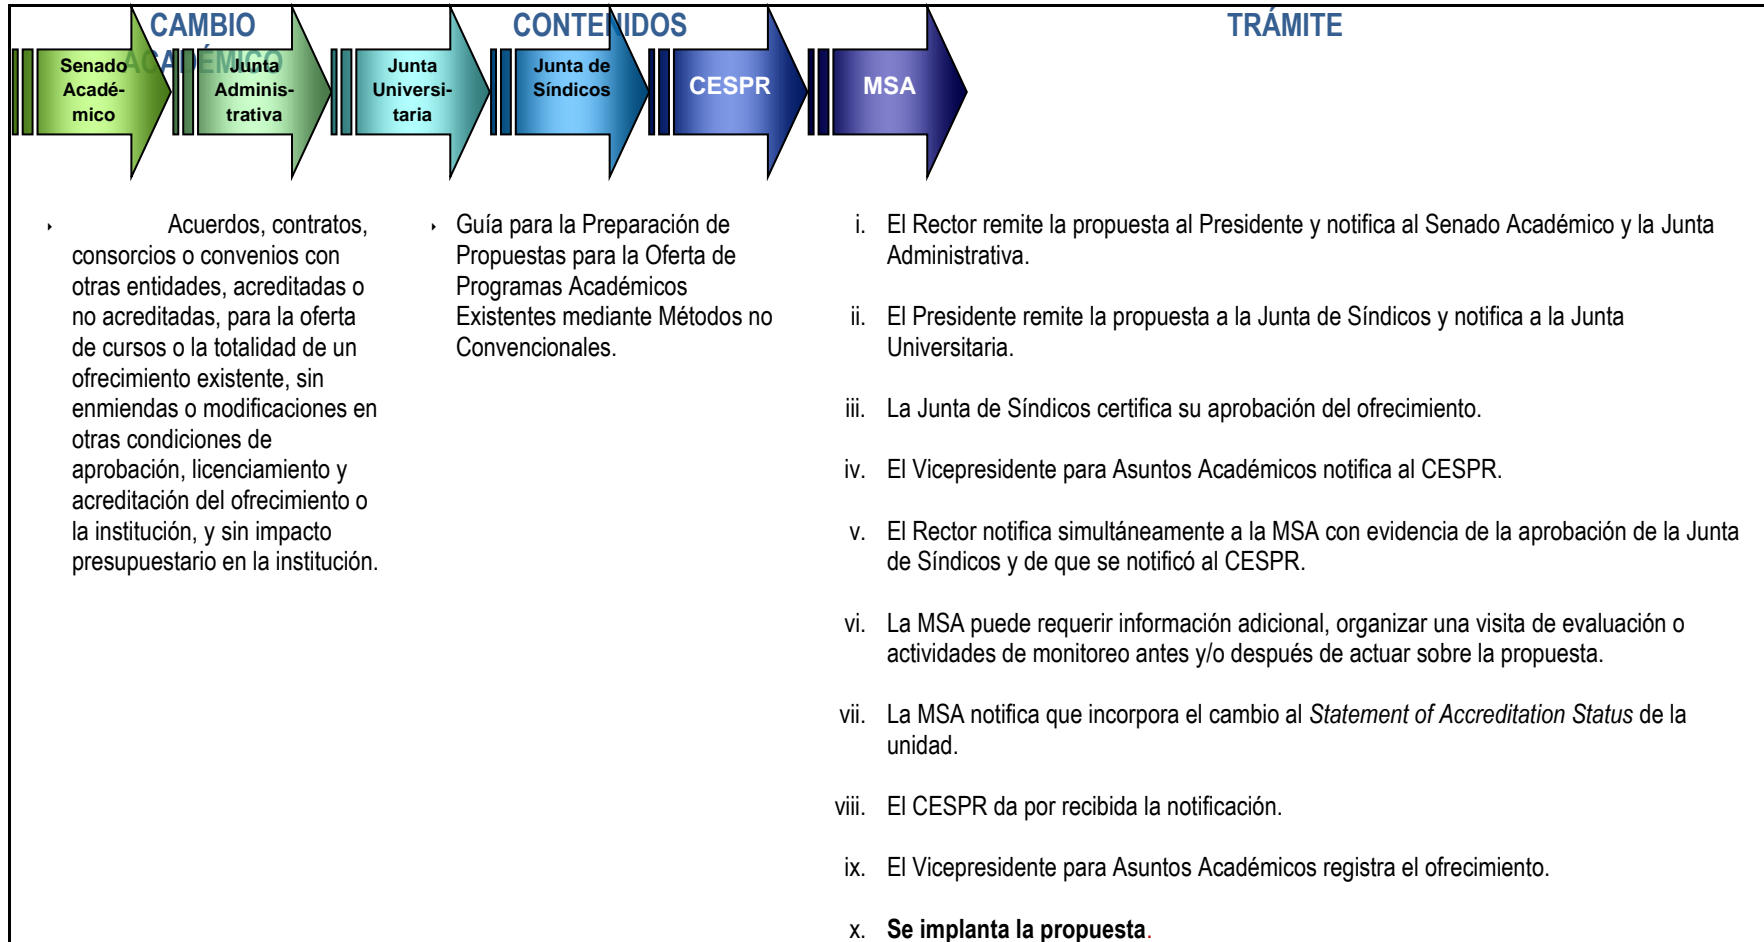 CAMBIO
ACADÉMICO
CONTENIDOS
TRÁMITE
Senado
Acadé-
mico
Junta
Adminis-
trativa
Junta
Universi-
taria
Junta de
Síndicos
CESPR
MSA
‣ Acuerdos, contratos,
consorcios o convenios con
otras entidades, acreditadas o
no acreditadas, para la oferta
de cursos o la totalidad de un
ofrecimiento existente, sin
enmiendas o modificaciones en
otras condiciones de
aprobación, licenciamiento y
acreditación del ofrecimiento o
la institución, y sin impacto
presupuestario en la institución.
‣ Guía para la Preparación de
Propuestas para la Oferta de
Programas Académicos
Existentes mediante Métodos no
Convencionales.
i. El Rector remite la propuesta al Presidente y notifica al Senado Académico y la Junta
Administrativa.
ii. El Presidente remite la propuesta a la Junta de Síndicos y notifica a la Junta
Universitaria.
iii. La Junta de Síndicos certifica su aprobación del ofrecimiento.
iv. El Vicepresidente para Asuntos Académicos notifica al CESPR.
v. El Rector notifica simultáneamente a la MSA con evidencia de la aprobación de la Junta
de Síndicos y de que se notificó al CESPR.
vi. La MSA puede requerir información adicional, organizar una visita de evaluación o
actividades de monitoreo antes y/o después de actuar sobre la propuesta.
vii. La MSA notifica que incorpora el cambio al Statement of Accreditation Status de la
unidad.
viii. El CESPR da por recibida la notificación.
ix. El Vicepresidente para Asuntos Académicos registra el ofrecimiento.
x. Se implanta la propuesta.